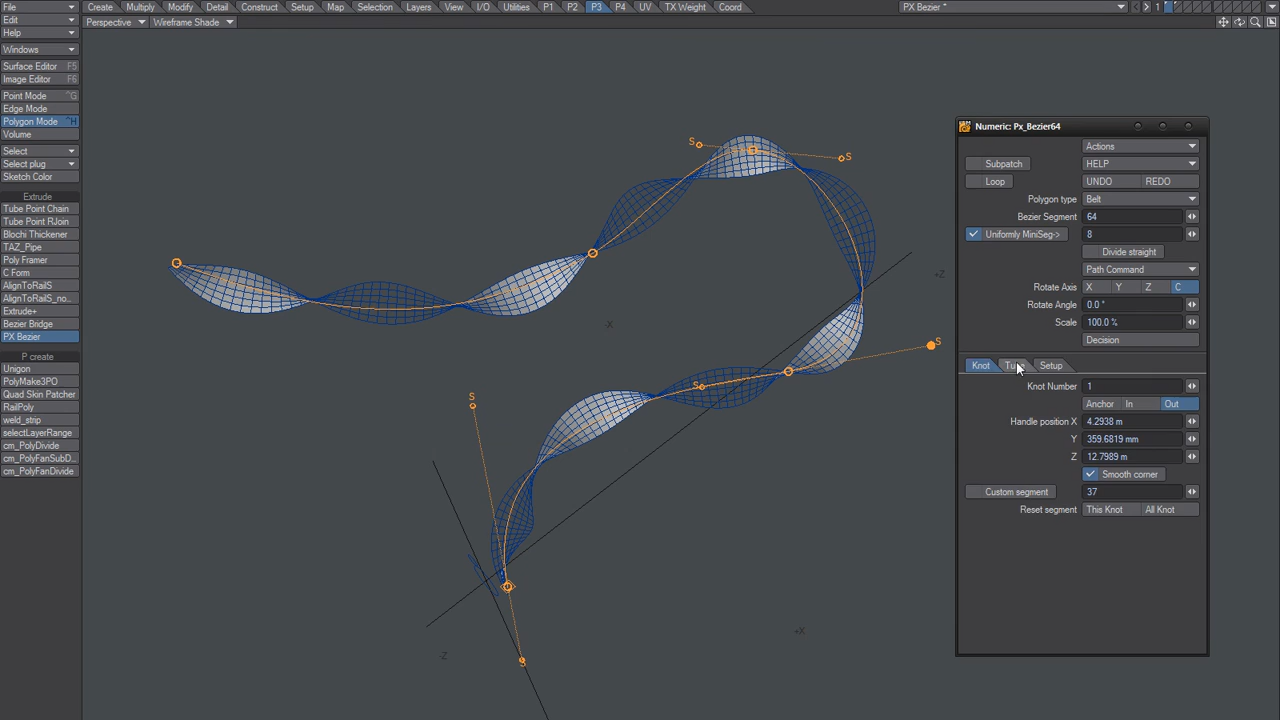 File
Create Multiply Modify Detail Construct Setup Map Selection Layers View I/O Utilities P1 P2 P3 P4 UV TX Weight Coord
PX Bezier *
1
Edit
Perspective
Wireframe Shade
Help
Windows
Surface Editor F5
Image Editor F6
Point Mode ^G
Edge Mode
Polygon Mode ^H
Volume
Select
Select plug
Sketch Color
Extrude
Tube Point Chain
Tube Point RJoin
Blochi Thickener
TAZ_Pipe
Poly Framer
C Form
AlignToRailS
AlignToRailS_no...
Extrude+
Bezier Bridge
PX Bezier
P create
Unigon
PolyMake3PO
Quad Skin Patcher
RailPoly
weld_strip
selectLayerRange
cm_PolyDivide
cm_PolyFanSubD...
cm_PolyFanDivide
S
S
+Z
-X
S
S
S
+X
-Z
S
Numeric: Px_Bezier64
Actions
Subpatch
HELP
Loop
UNDO REDO
Polygon type Belt
Bezier Segment 64
Uniformly MiniSeg-> 8
Divide straight
Path Command
Rotate Axis X Y Z C
Rotate Angle 0.0 °
Scale 100.0 %
Decision
Knot Setup
Knot Number 1
Anchor In Out
Handle position X 4.2938 m
Y 359.6819 mm
Z 12.7989 m
Smooth corner
Custom segment 37
Reset segment This Knot All Knot